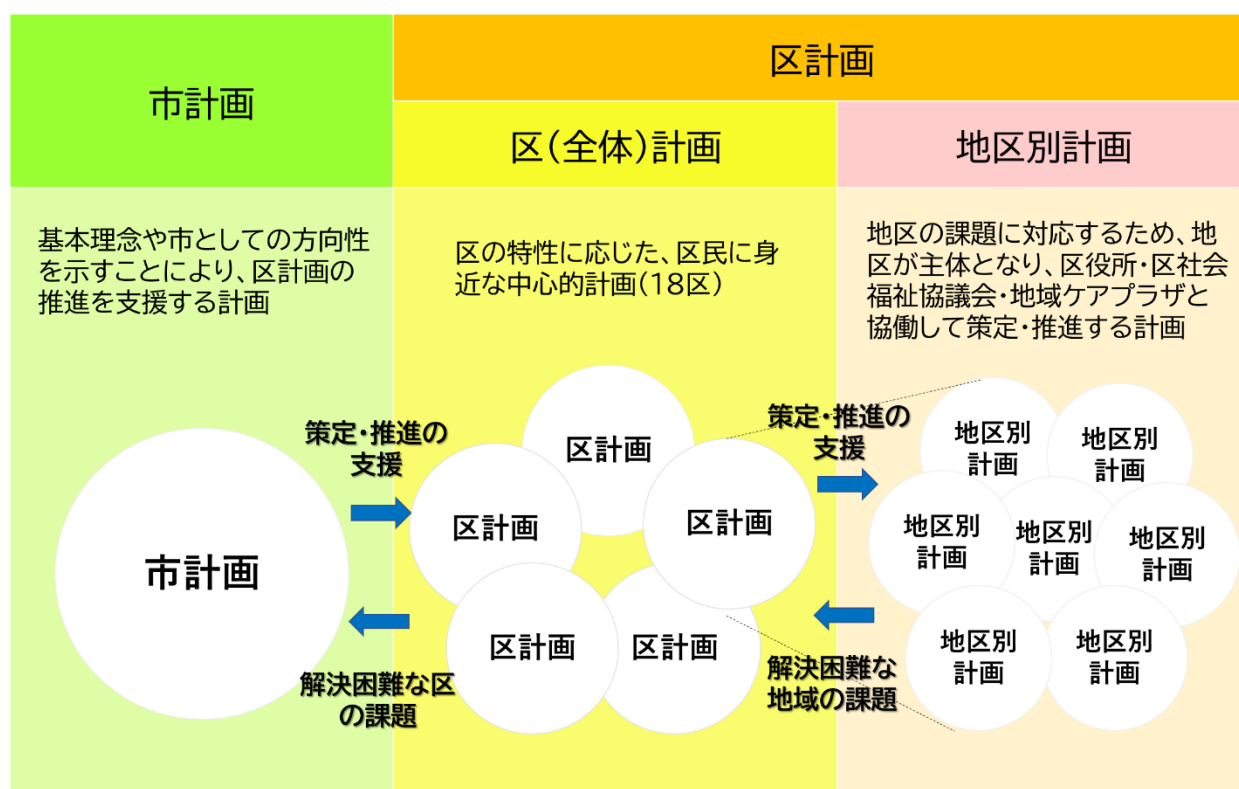 市計画
区計画
区(全体)計画
地区別計画
基本理念や市としての方向性
を示すことにより、区計画の
推進を支援する計画
区の特性に応じた、区民に身
近な中心的計画(18区)
地区の課題に対応するため、地
区が主体となり、区役所・区社会
福祉協議会・地域ケアプラザと
協働して策定・推進する計画
策定・推進の
支援
市計画
解決困難な区
の課題
区計画
区計画
区計画
区計画
区計画
策定・推進の
支援
解決困難な
地域の課題
地区別
計画
地区別
計画
地区別
計画
地区別
計画
地区別
計画
地区別
計画
地区別
計画